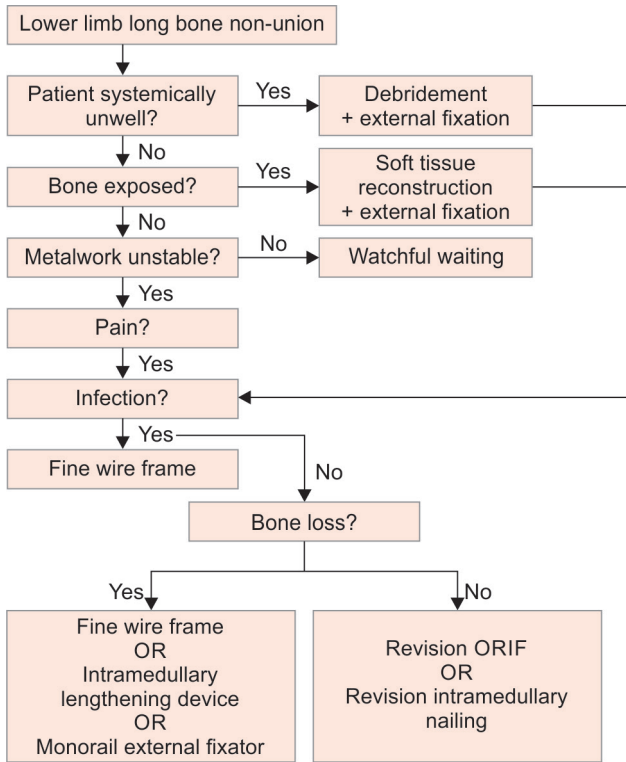 Lower limb long bone non-union
Patient systemically
unwell?
Yes
Debridement
+ external fixation
No
Bone exposed?
Yes
Soft tissue
reconstruction
+ external fixation
No
Metalwork unstable?
No
Watchful waiting
Yes
Pain?
Yes
Infection?
Yes
Fine wire frame
No
Bone loss?
Yes
Fine wire frame
OR
Intramedullary
lengthening device
OR
Monorail external fixator
No
Revision ORIF
OR
Revision intramedullary
nailing